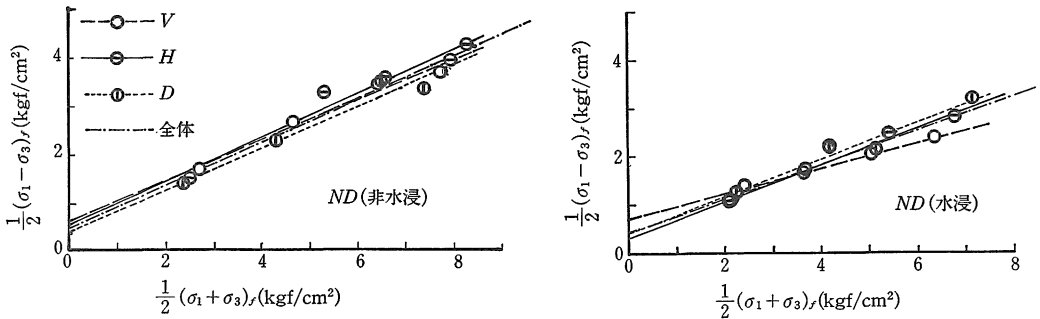 V
H
D
全体
4
2
0
0 2 4 6 8
½(σ₁−σ₃)f(kgf/cm²)
½(σ₁+σ₃)f(kgf/cm²)
ND(非水浸)
4
2
0
0 2 4 6 8
½(σ₁−σ₃)f(kgf/cm²)
½(σ₁+σ₃)f(kgf/cm²)
ND(水浸)